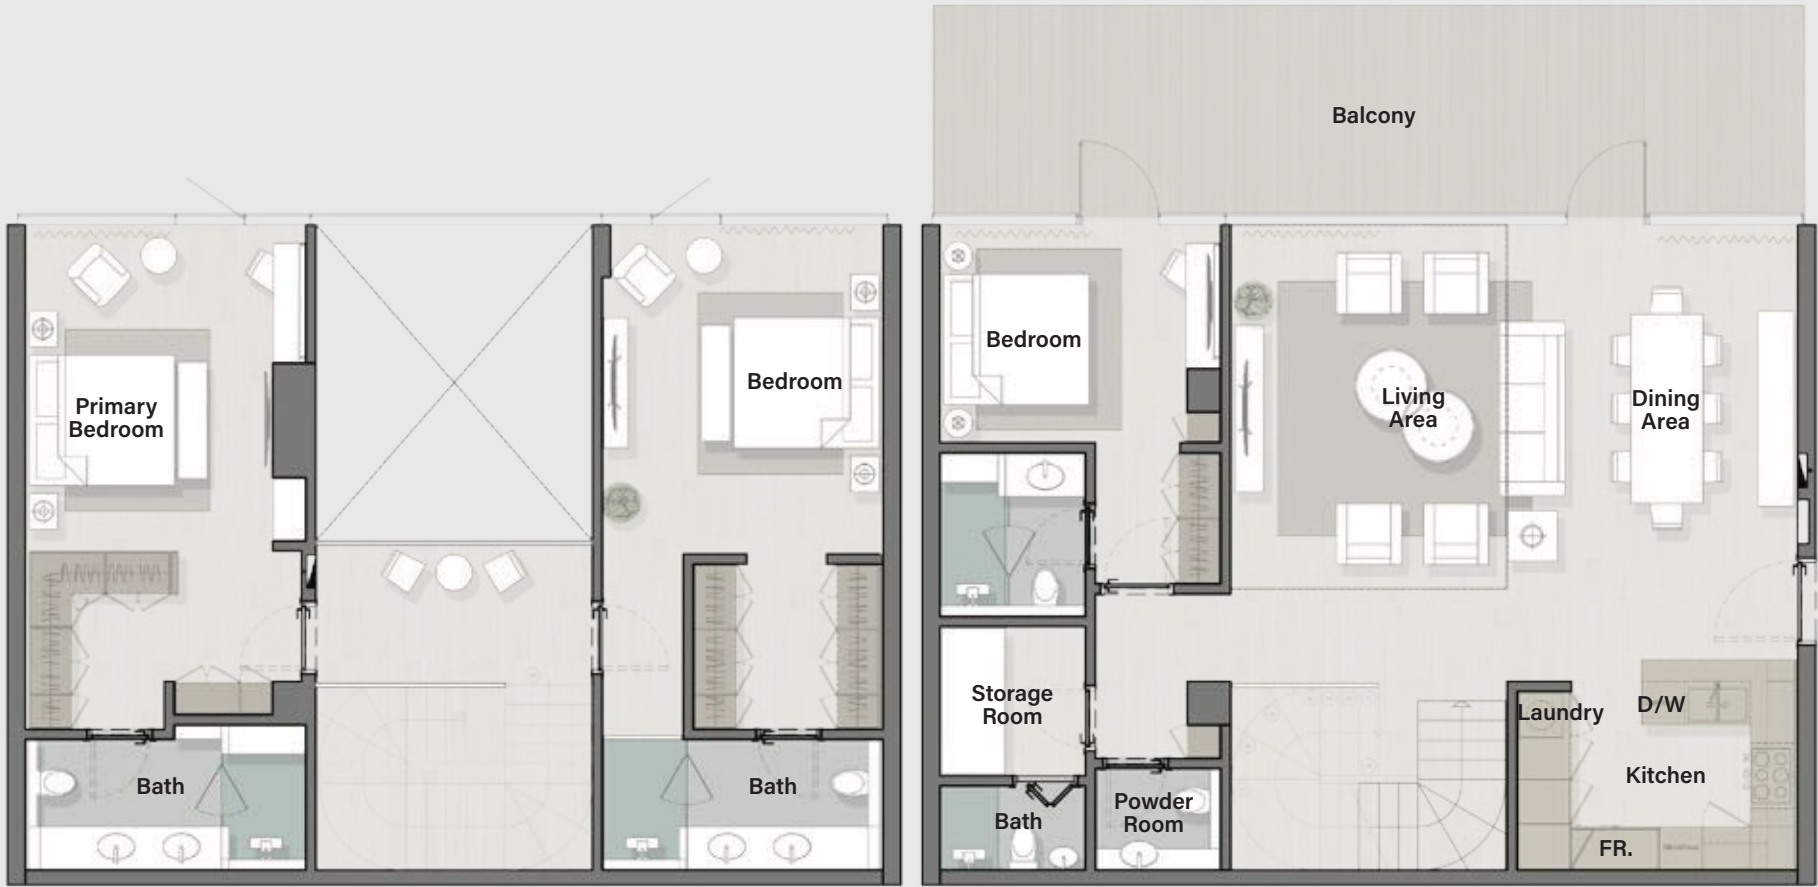 Balcony
Primary
Bedroom
Bedroom
Bath
Bath
Bedroom
Living
Area
Dining
Area
Storage
Room
Bath
Powder
Room
Laundry
D/W
Kitchen
FR.